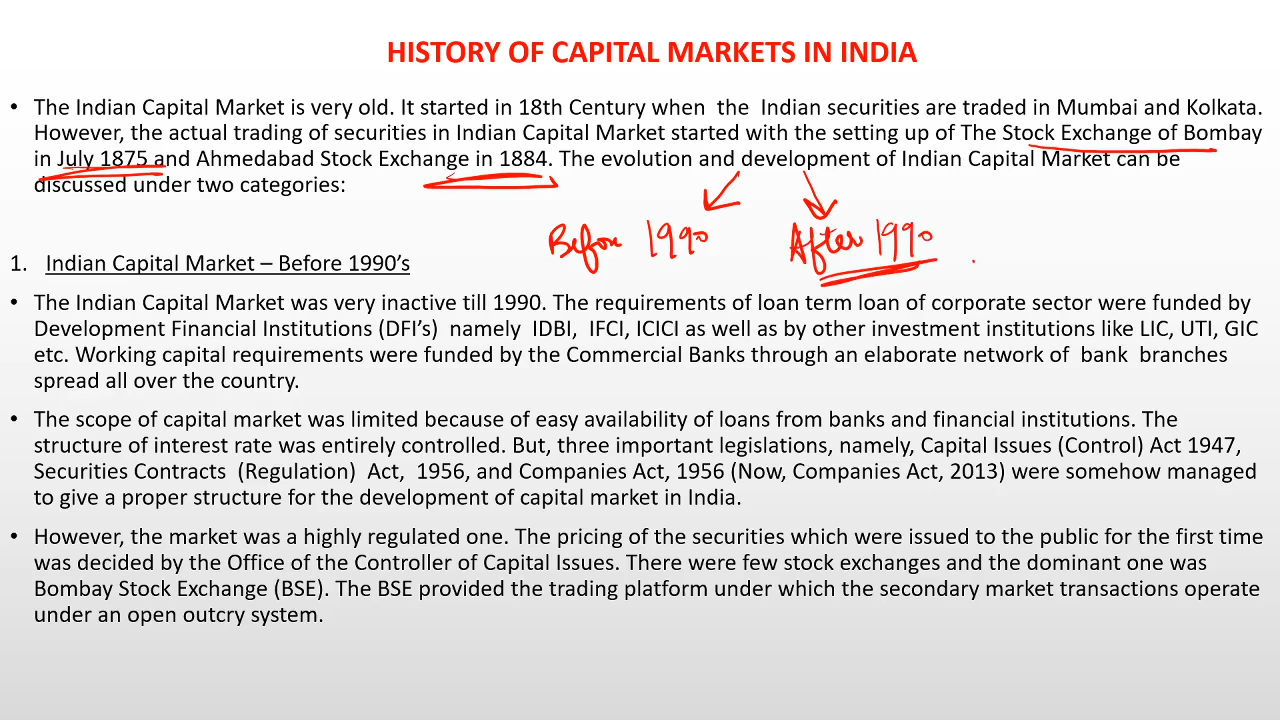 HISTORY OF CAPITAL MARKETS IN INDIA
• The Indian Capital Market is very old. It started in 18th Century when the Indian securities are traded in Mumbai and Kolkata.
However, the actual trading of securities in Indian Capital Market started with the setting up of The Stock Exchange of Bombay
in July 1875 and Ahmedabad Stock Exchange in 1884. The evolution and development of Indian Capital Market can be
discussed under two categories:
Before 1990 After 1990
1. Indian Capital Market – Before 1990's
• The Indian Capital Market was very inactive till 1990. The requirements of loan term loan of corporate sector were funded by
Development Financial Institutions (DFI's) namely IDBI, IFCI, ICICI as well as by other investment institutions like LIC, UTI, GIC
etc. Working capital requirements were funded by the Commercial Banks through an elaborate network of bank branches
spread all over the country.
• The scope of capital market was limited because of easy availability of loans from banks and financial institutions. The
structure of interest rate was entirely controlled. But, three important legislations, namely, Capital Issues (Control) Act 1947,
Securities Contracts (Regulation) Act, 1956, and Companies Act, 1956 (Now, Companies Act, 2013) were somehow managed
to give a proper structure for the development of capital market in India.
• However, the market was a highly regulated one. The pricing of the securities which were issued to the public for the first time
was decided by the Office of the Controller of Capital Issues. There were few stock exchanges and the dominant one was
Bombay Stock Exchange (BSE). The BSE provided the trading platform under which the secondary market transactions operate
under an open outcry system.